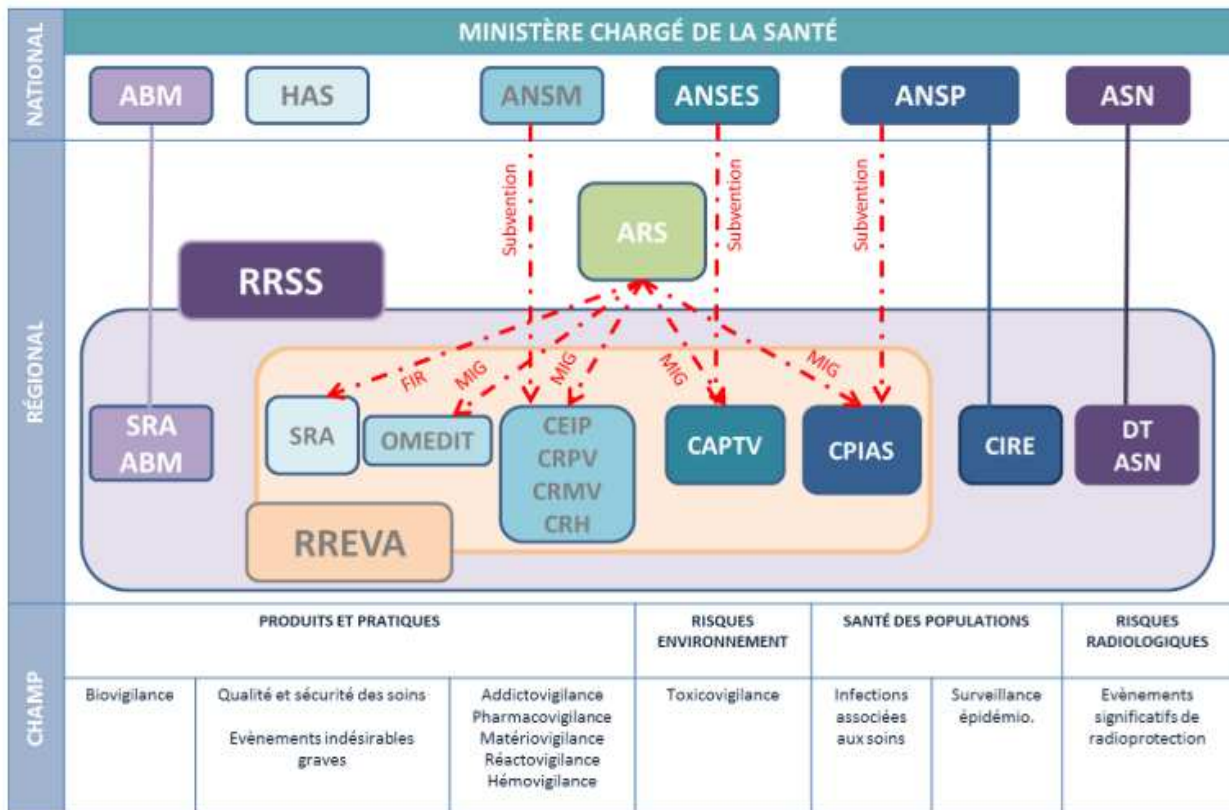 NATIONAL
MINISTÈRE CHARGÉ DE LA SANTÉ
ABM
HAS
ANSM
ANSES
ANSP
ASN
RÉGIONAL
Subvention
Subvention
Subvention
ARS
RRSS
FIR
MIG
MIG
MIG
MIG
SRA
ABM
SRA
OMEDIT
CEIP
CRPV
CRMV
CRH
CAPTV
CPIAS
CIRE
DT
ASN
RREVA
CHAMP
PRODUITS ET PRATIQUES
RISQUES
ENVIRONNEMENT
SANTÉ DES POPULATIONS
RISQUES
RADIOLOGIQUES
Biovigilance
Qualité et sécurité des soins
Evènements indésirables
graves
Addictovigilance
Pharmacovigilance
Matériovigilance
Réactovigilance
Hémovigilance
Toxicovigilance
Infections
associées
aux soins
Surveillance
épidémio.
Evènements
significatifs de
radioprotection